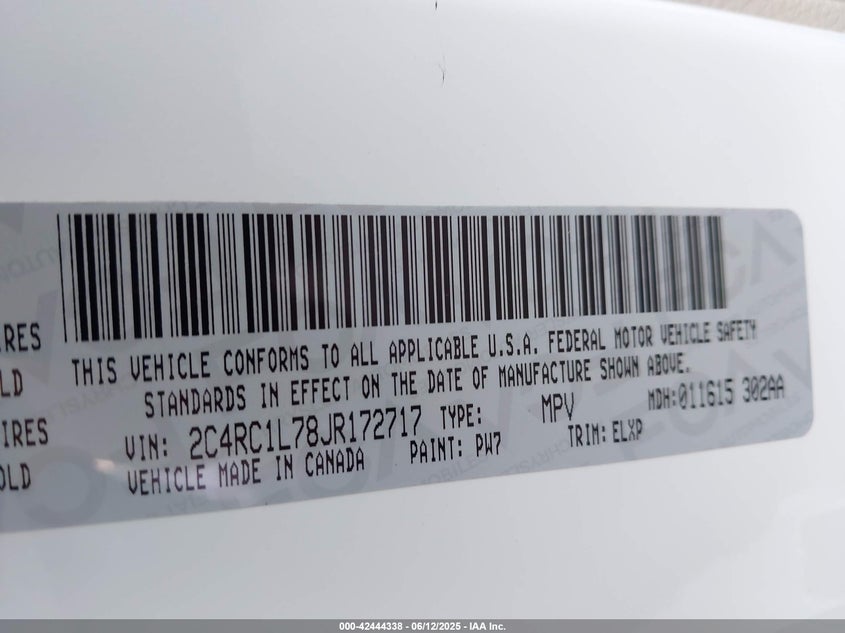 IRES
THIS VEHICLE CONFORMS TO ALL APPLICABLE U.S.A. FEDERAL MOTOR VEHICLE SAFETY
OLD
STANDARDS IN EFFECT ON THE DATE OF MANUFACTURE SHOWN ABOVE.
MDH:011615 302AA
IRES
VIN: 2C4RC1L78JR172717 TYPE: MPV
OLD
VEHICLE MADE IN CANADA PAINT: PW7 TRIM: ELXP
000-42444338 - 06/12/2025 - IAA Inc.